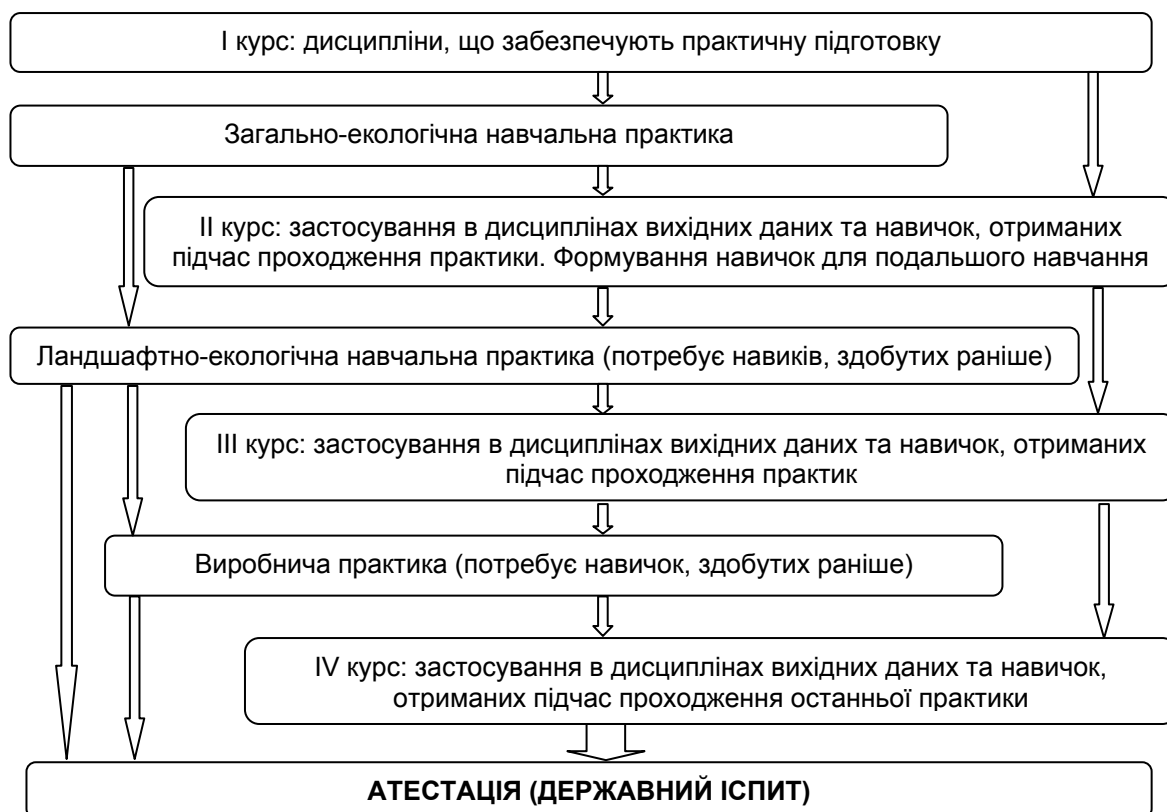 І курс: дисципліни, що забезпечують практичну підготовку
Загально-екологічна навчальна практика
ІІ курс: застосування в дисциплінах вихідних даних та навичок, отриманих
підчас проходження практики. Формування навичок для подальшого навчання
Ландшафтно-екологічна навчальна практика (потребує навиків, здобутих раніше)
ІІІ курс: застосування в дисциплінах вихідних даних та навичок, отриманих
підчас проходження практик
Виробнича практика (потребує навичок, здобутих раніше)
IV курс: застосування в дисциплінах вихідних даних та навичок,
отриманих підчас проходження останньої практики
АТЕСТАЦІЯ (ДЕРЖАВНИЙ ІСПИТ)